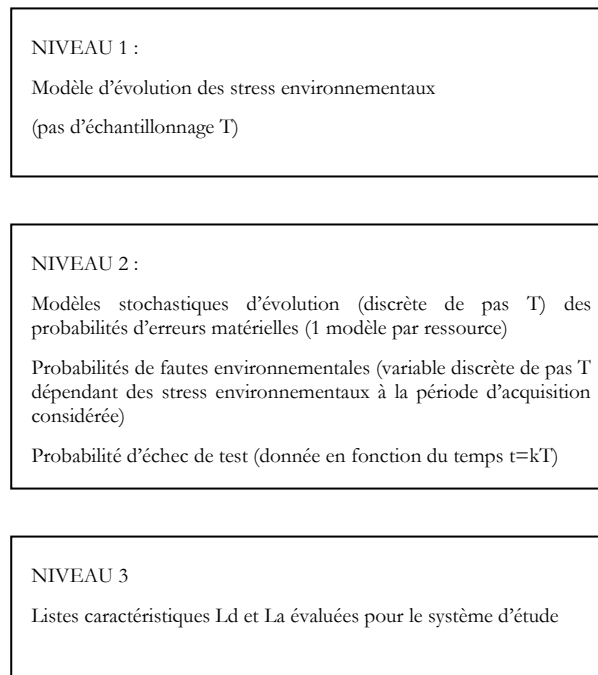 NIVEAU 1 :
Modèle d’évolution des stress environnementaux
(pas d’échantillonnage T)
NIVEAU 2 :
Modèles stochastiques d’évolution (discrète de pas T) des
probabilités d’erreurs matérielles (1 modèle par ressource)
Probabilités de fautes environnementales (variable discrète de pas T
dépendant des stress environnementaux à la période d’acquisition
considérée)
Probabilité d’échec de test (donnée en fonction du temps t=kT)
NIVEAU 3
Listes caractéristiques Ld et La évaluées pour le système d’étude